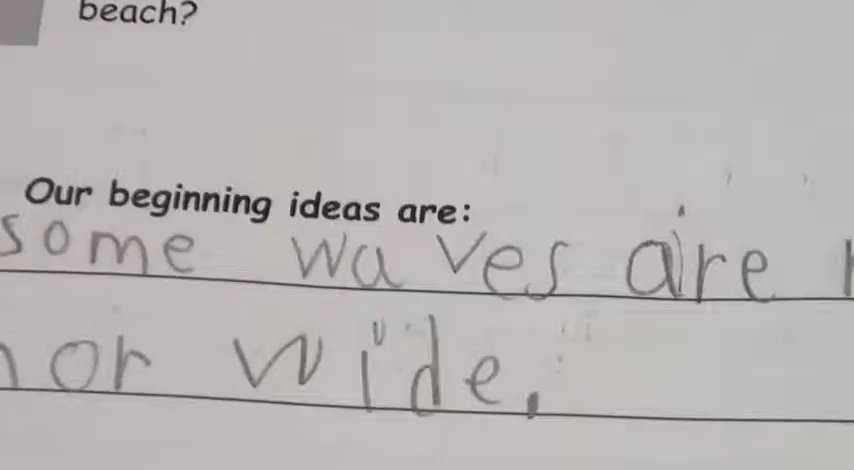 beach?
Our beginning ideas are:
some waves are
or wide.